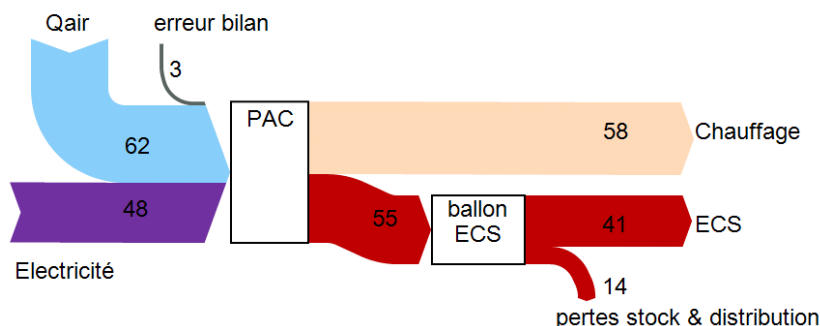 Qair
erreur bilan
3
PAC
62
58
Chauffage
48
55
ballon
ECS
41
ECS
Electricité
14
pertes stock & distribution